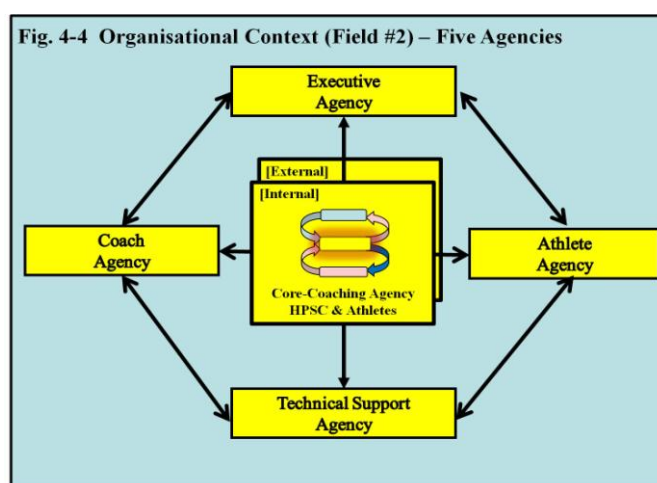 Fig. 4-4  Organisational Context (Field #2) – Five Agencies
Executive
Agency
[External]
[Internal]
Coach
Agency
Athlete
Agency
Core-Coaching Agency
HPSC & Athletes
Technical Support
Agency